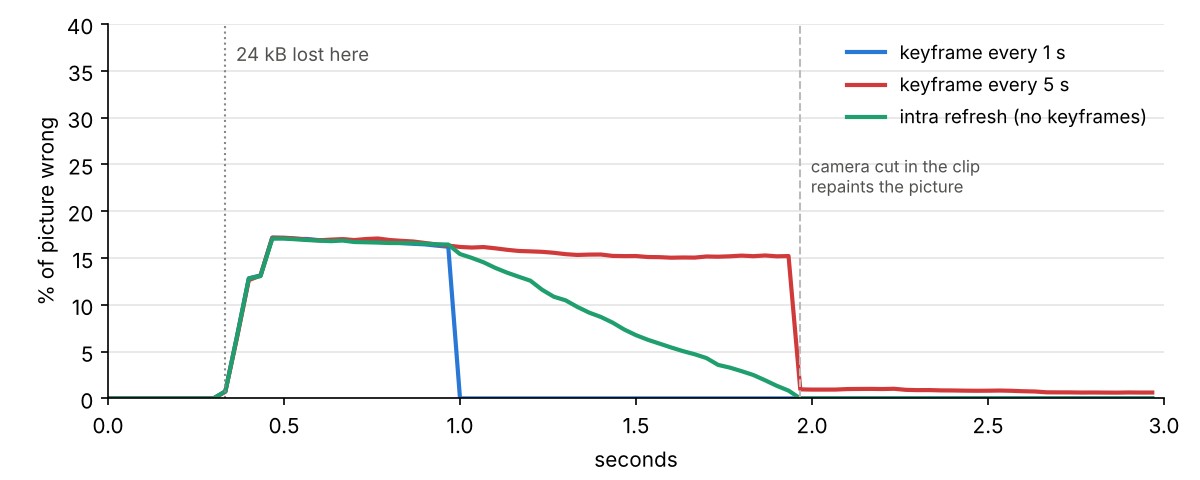 40
35
30
25
20
15
10
5
0
% of picture wrong
24 kB lost here
keyframe every 1 s
keyframe every 5 s
intra refresh (no keyframes)
camera cut in the clip
repaints the picture
0.0
0.5
1.0
1.5
2.0
2.5
3.0
seconds